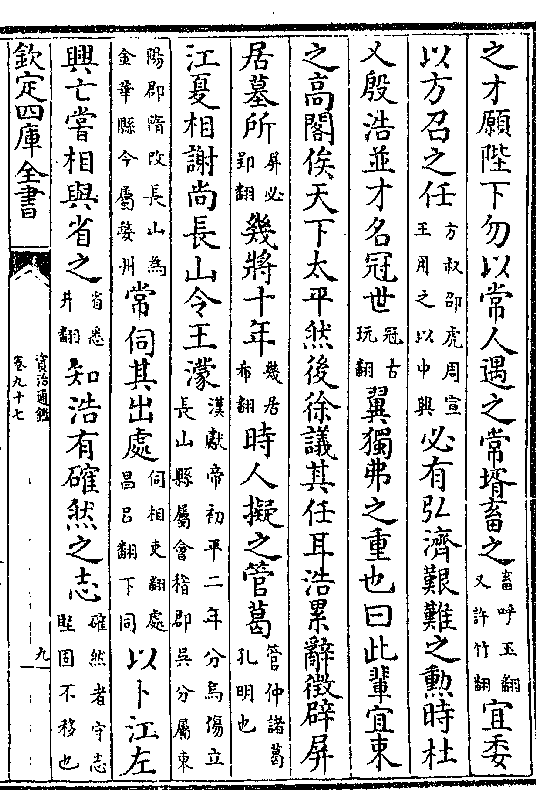 之才願陛下勿以常人遇之常壻畜之畜呼玉翻又許竹翻宜委
以方召之任方叔邵虎周宣王用之以中興必有弘濟艱難之勲時杜
乂殷浩並才名冠世冠古玩翻翼獨弗之重也曰此輩宜束
之高閣俟天下太平然後徐議其任耳浩累辭徵辟屏
居墓所屏必郢翻幾將十年幾居希翻時人擬之管葛管仲諸葛孔明也
江夏相謝尚長山令王濛漢獻帝初平二年分烏傷立長山縣屬會稽郡吳分屬東
陽郡隋改長山為金華縣今屬婺州常伺其出處伺相吏翻處昌吕翻下同以卜江左
興亡嘗相與省之省悉井翻知浩有確然之志確然者守志堅固不移也
欽定四庫全書
資治通鑑
卷九十七
九